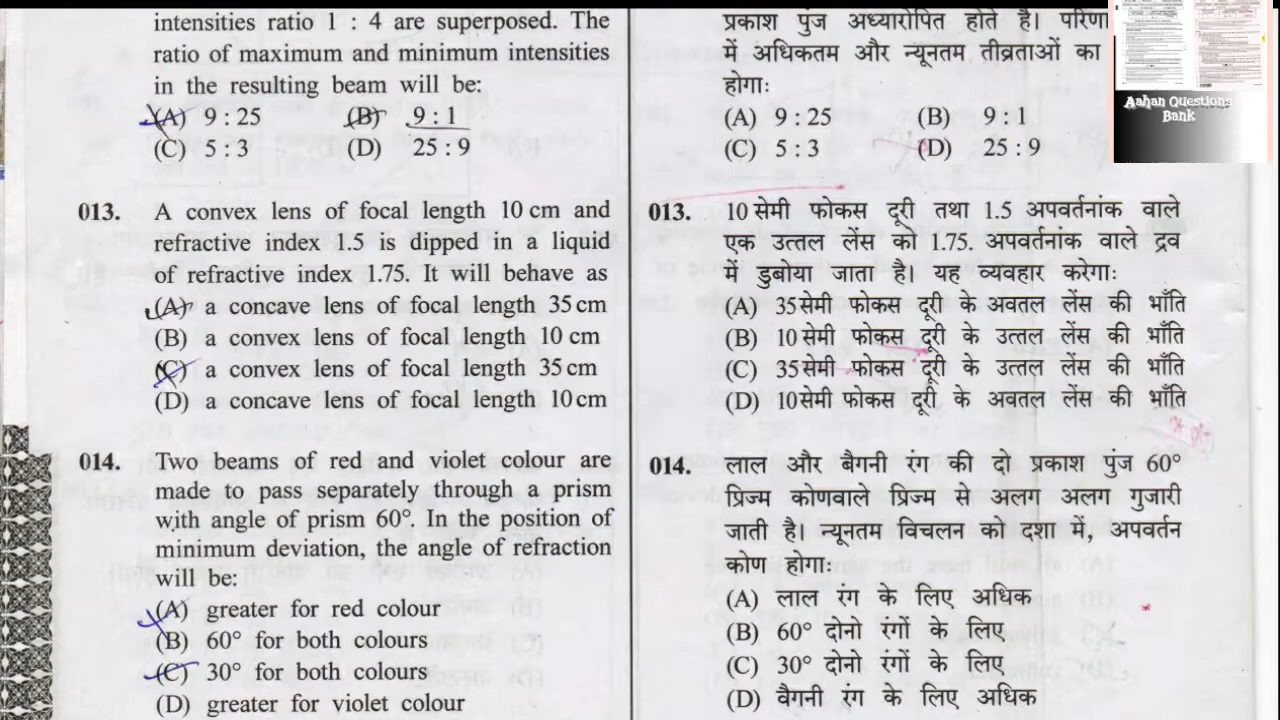 intensities ratio 1 : 4 are superposed. The
ratio of maximum and minimum intensities
in the resulting beam will be:
(A) 9 : 25 (B) 9 : 1
(C) 5 : 3 (D) 25 : 9
013. A convex lens of focal length 10 cm and
refractive index 1.5 is dipped in a liquid
of refractive index 1.75. It will behave as
(A) a concave lens of focal length 35 cm
(B) a convex lens of focal length 10 cm
(C) a convex lens of focal length 35 cm
(D) a concave lens of focal length 10 cm
014. Two beams of red and violet colour are
made to pass separately through a prism
with angle of prism 60°. In the position of
minimum deviation, the angle of refraction
will be:
(A) greater for red colour
(B) 60° for both colours
(C) 30° for both colours
(D) greater for violet colour
प्रकाश पुंज अध्यारोपित होते है।
में अधिकतम और न्यूनतम तीव्रताओं का
होगाः
(A) 9 : 25 (B) 9 : 1
(C) 5 : 3 (D) 25 : 9
013. 10 सेमी फोकस दूरी तथा 1.5 अपवर्तनांक वाले
एक उत्तल लेंस को 1.75. अपवर्तनांक वाले द्रव
में डुबोया जाता है। यह व्यवहार करेगाः
(A) 35 सेमी फोकस दूरी के अवतल लेंस की भाँति
(B) 10 सेमी फोकस दूरी के उत्तल लेंस की भाँति
(C) 35 सेमी फोकस दूरी के उत्तल लेंस की भाँति
(D) 10 सेमी फोकस दूरी के अवतल लेंस की भाँति
014. लाल और बैगनी रंग की दो प्रकाश पुंज 60°
प्रिज्म कोणवाले प्रिज्म से अलग अंलग गुजारी
जाती है। न्यूनतम विचलन को दशा में, अपवर्तन
कोण होगाः
(A) लाल रंग के लिए अधिक
(B) 60° दोनो रंगों के लिए
(C) 30° दोनो रंगों के लिए
(D) वैगनी रंग के लिए अधिक
Aahan Questions
Bank